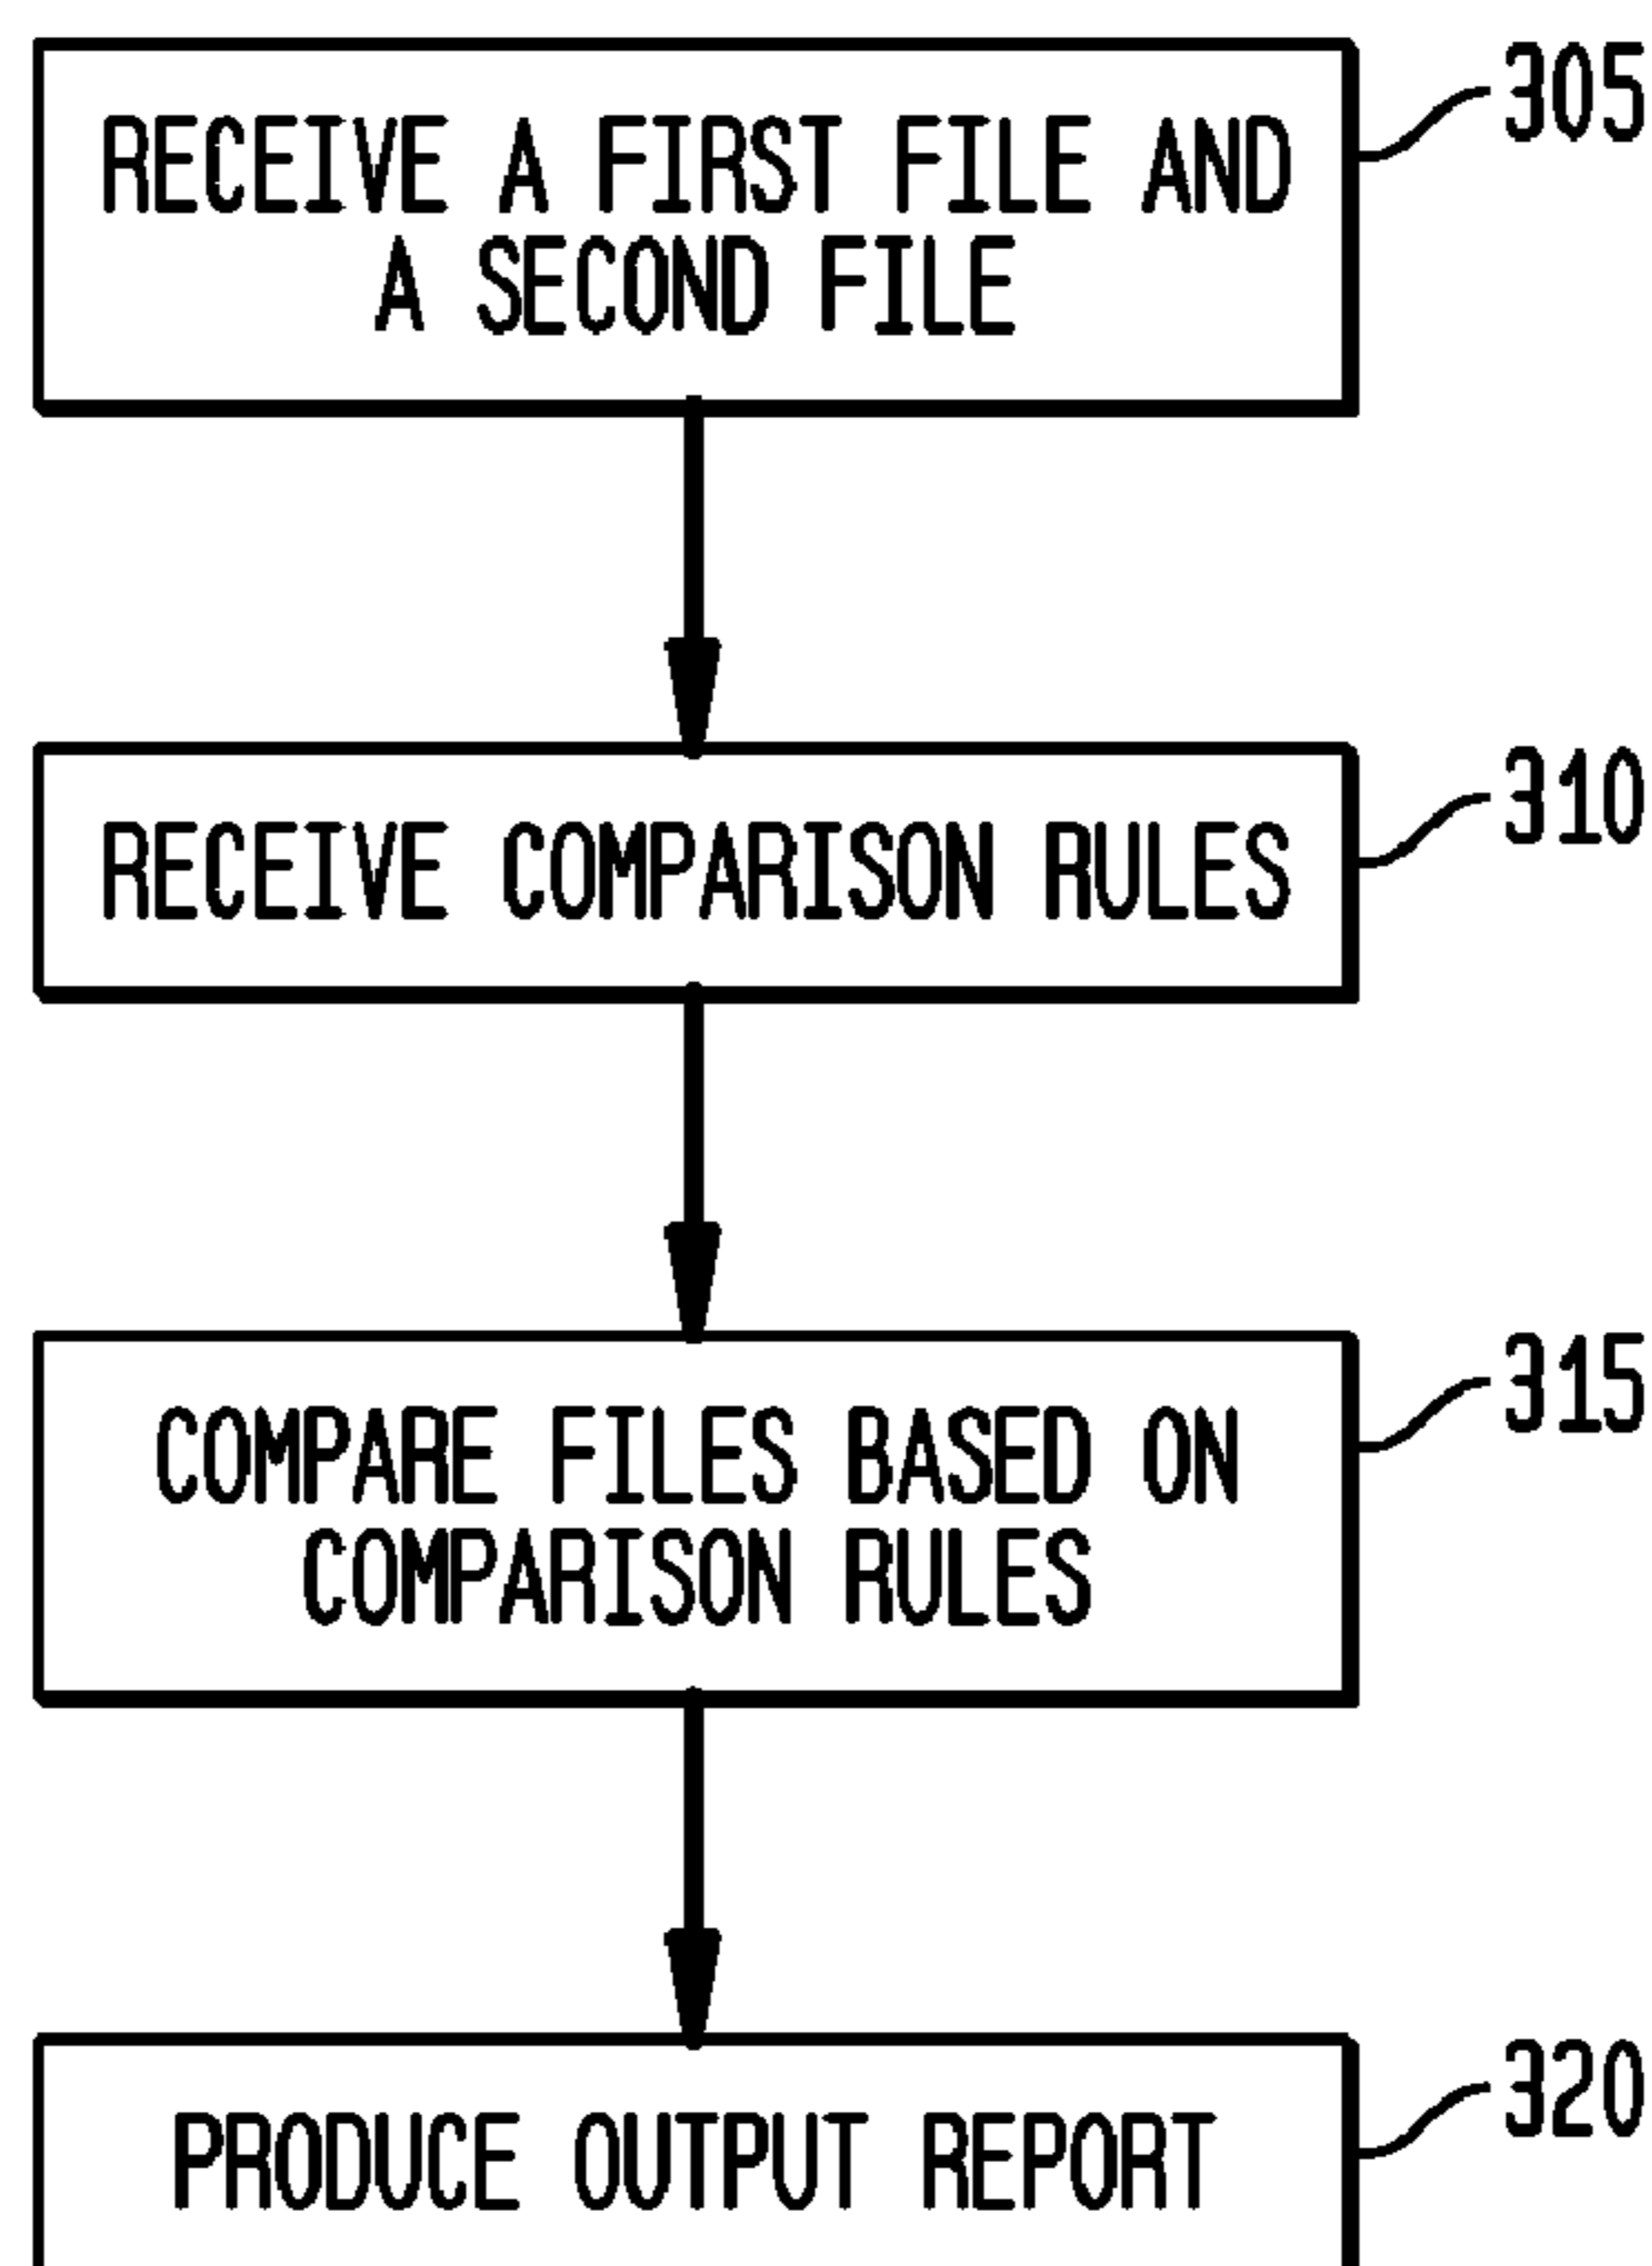 305
RECEIVE A FIRST FILE AND
A SECOND FILE
310
RECEIVE COMPARISON RULES
315
COMPARE FILES BASED ON
COMPARISON RULES
320
PRODUCE OUTPUT REPORT